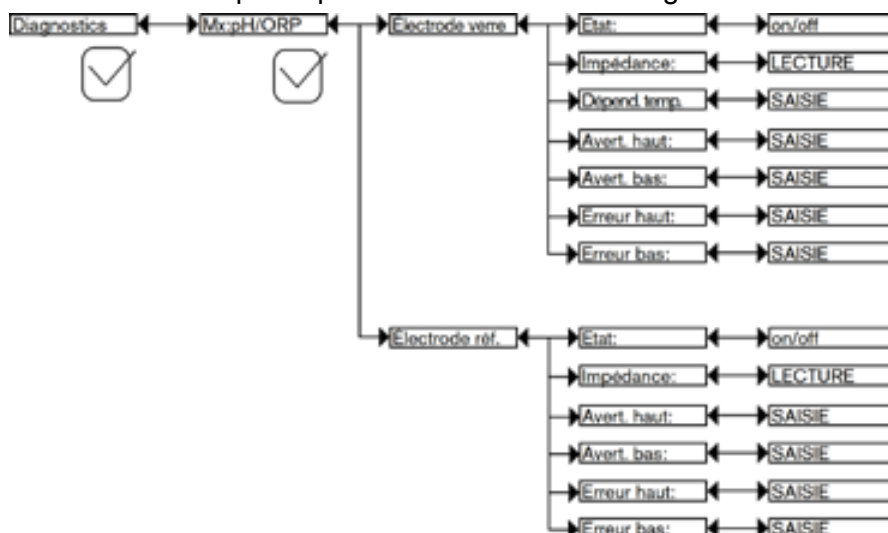 Diagnostics Mx:pH/ORP Électrode verre Etat: on/off
Impédance: LECTURE
Dépend. temp. SAISIE
Avert. haut: SAISIE
Avert. bas: SAISIE
Erreur haut: SAISIE
Erreur bas: SAISIE
Électrode réf. Etat: on/off
Impédance: LECTURE
Avert. haut: SAISIE
Avert. bas: SAISIE
Erreur haut: SAISIE
Erreur bas: SAISIE